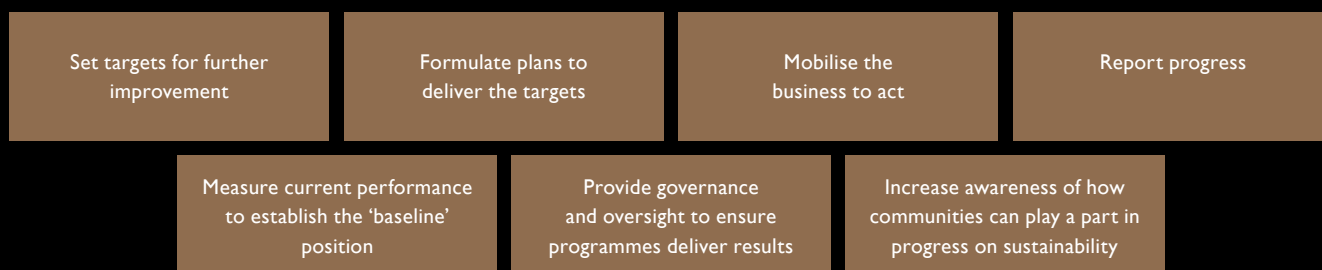 Set targets for further
improvement
Formulate plans to
deliver the targets
Mobilise the
business to act
Report progress
Measure current performance
to establish the ‘baseline’
position
Provide governance
and oversight to ensure
programmes deliver results
Increase awareness of how
communities can play a part in
progress on sustainability